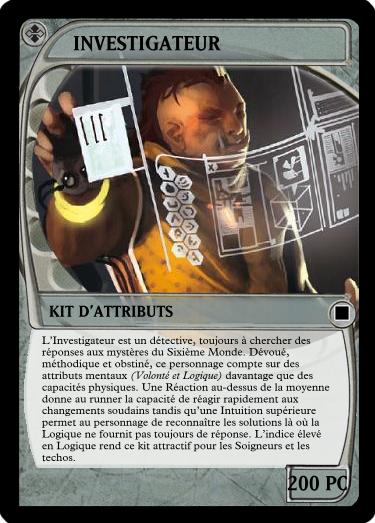 INVESTIGATEUR
KIT D'ATTRIBUTS
L'Investigateur est un détective, toujours à chercher des
réponses aux mystères du Sixième Monde. Dévoué,
méthodique et obstiné, ce personnage compte sur des
attributs mentaux (Volonté et Logique) davantage que des
capacités physiques. Une Réaction au-dessus de la moyenne
donne au runner la capacité de réagir rapidement aux
changements soudains tandis qu'une Intuition supérieure
permet au personnage de reconnaître les solutions là où la
Logique ne fournit pas toujours de réponse. L'indice élevé
en Logique rend ce kit attractif pour les Soigneurs et les
techos.
200 PC